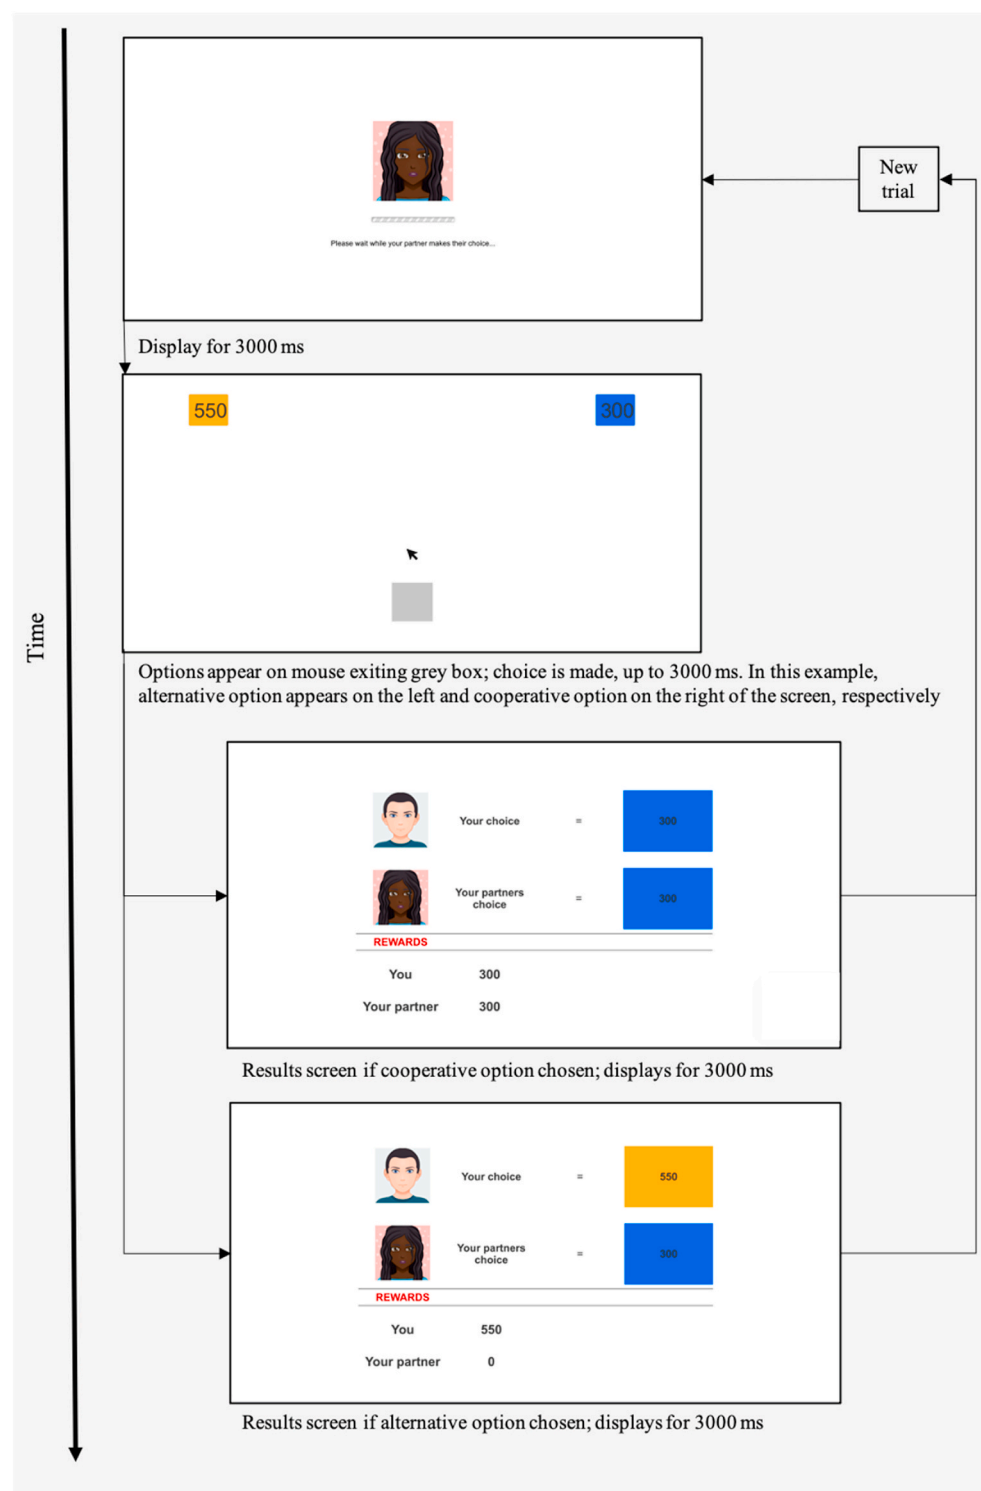 New
trial
Please wait while your partner makes their choice...
Display for 3000 ms
550
300
Time
Options appear on mouse exiting grey box; choice is made, up to 3000 ms. In this example,
alternative option appears on the left and cooperative option on the right of the screen, respectively
Your choice = 300
Your partners
choice
= 300
REWARDS
You 300
Your partner 300
Results screen if cooperative option chosen; displays for 3000 ms
Your choice = 550
Your partners
choice
= 300
REWARDS
You 550
Your partner 0
Results screen if alternative option chosen; displays for 3000 ms